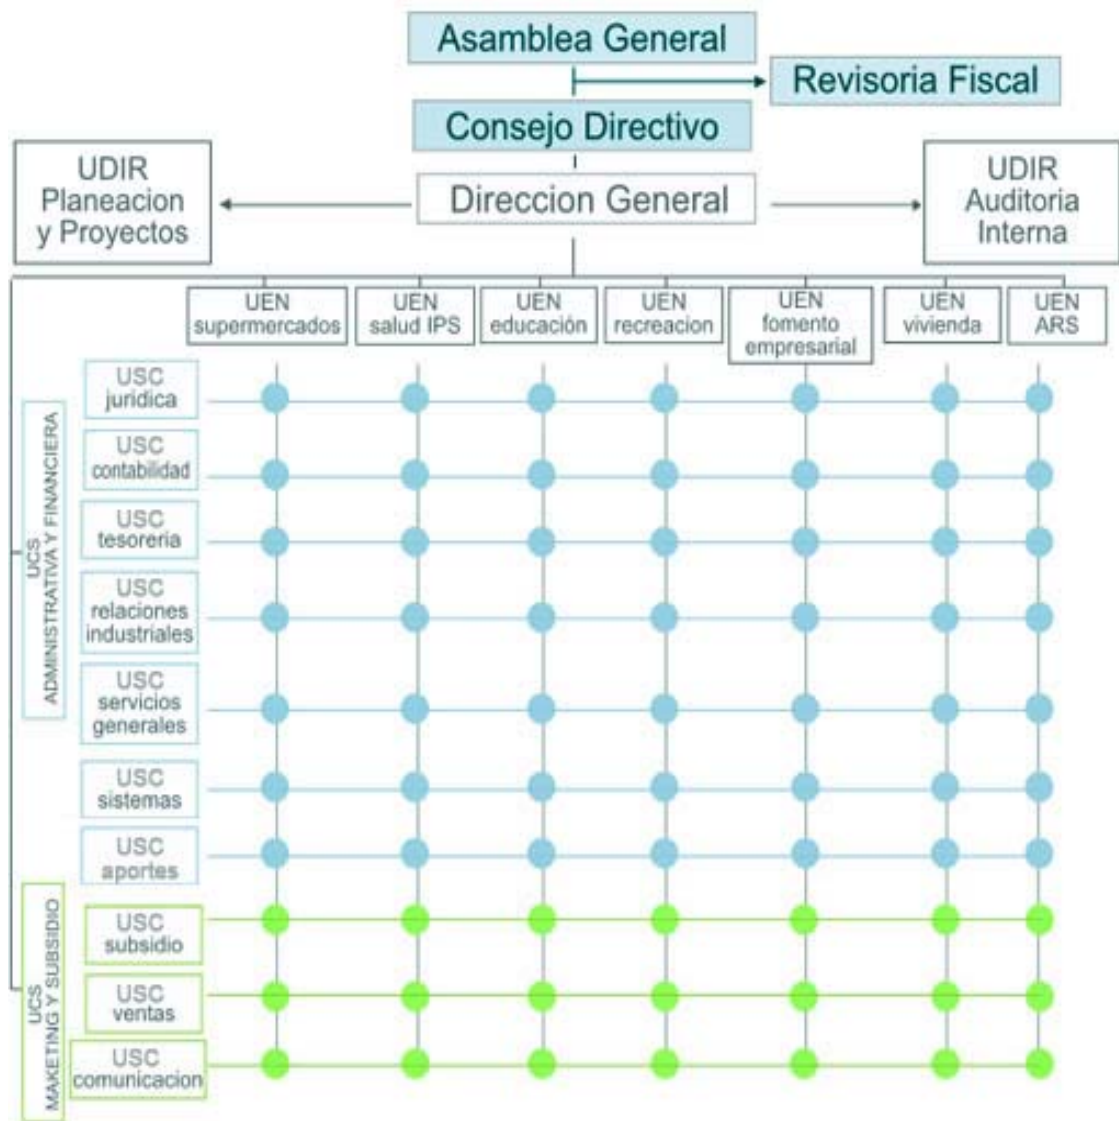 Asamblea General
Revisoria Fiscal
Consejo Directivo
UDIR
Planeacion
y Proyectos
Direccion General
UDIR
Auditoria
Interna
UEN
supermercados
UEN
salud IPS
UEN
educación
UEN
recreacion
UEN
fomento
empresarial
UEN
vivienda
UEN
ARS
UCS
ADMINISTRATIVA Y FINANCIERA
USC
juridica
USC
contabilidad
USC
tesoreria
USC
relaciones
industriales
USC
servicios
generales
USC
sistemas
USC
aportes
UCS
MAKETING Y SUBSIDIO
USC
subsidio
USC
ventas
USC
comunicacion